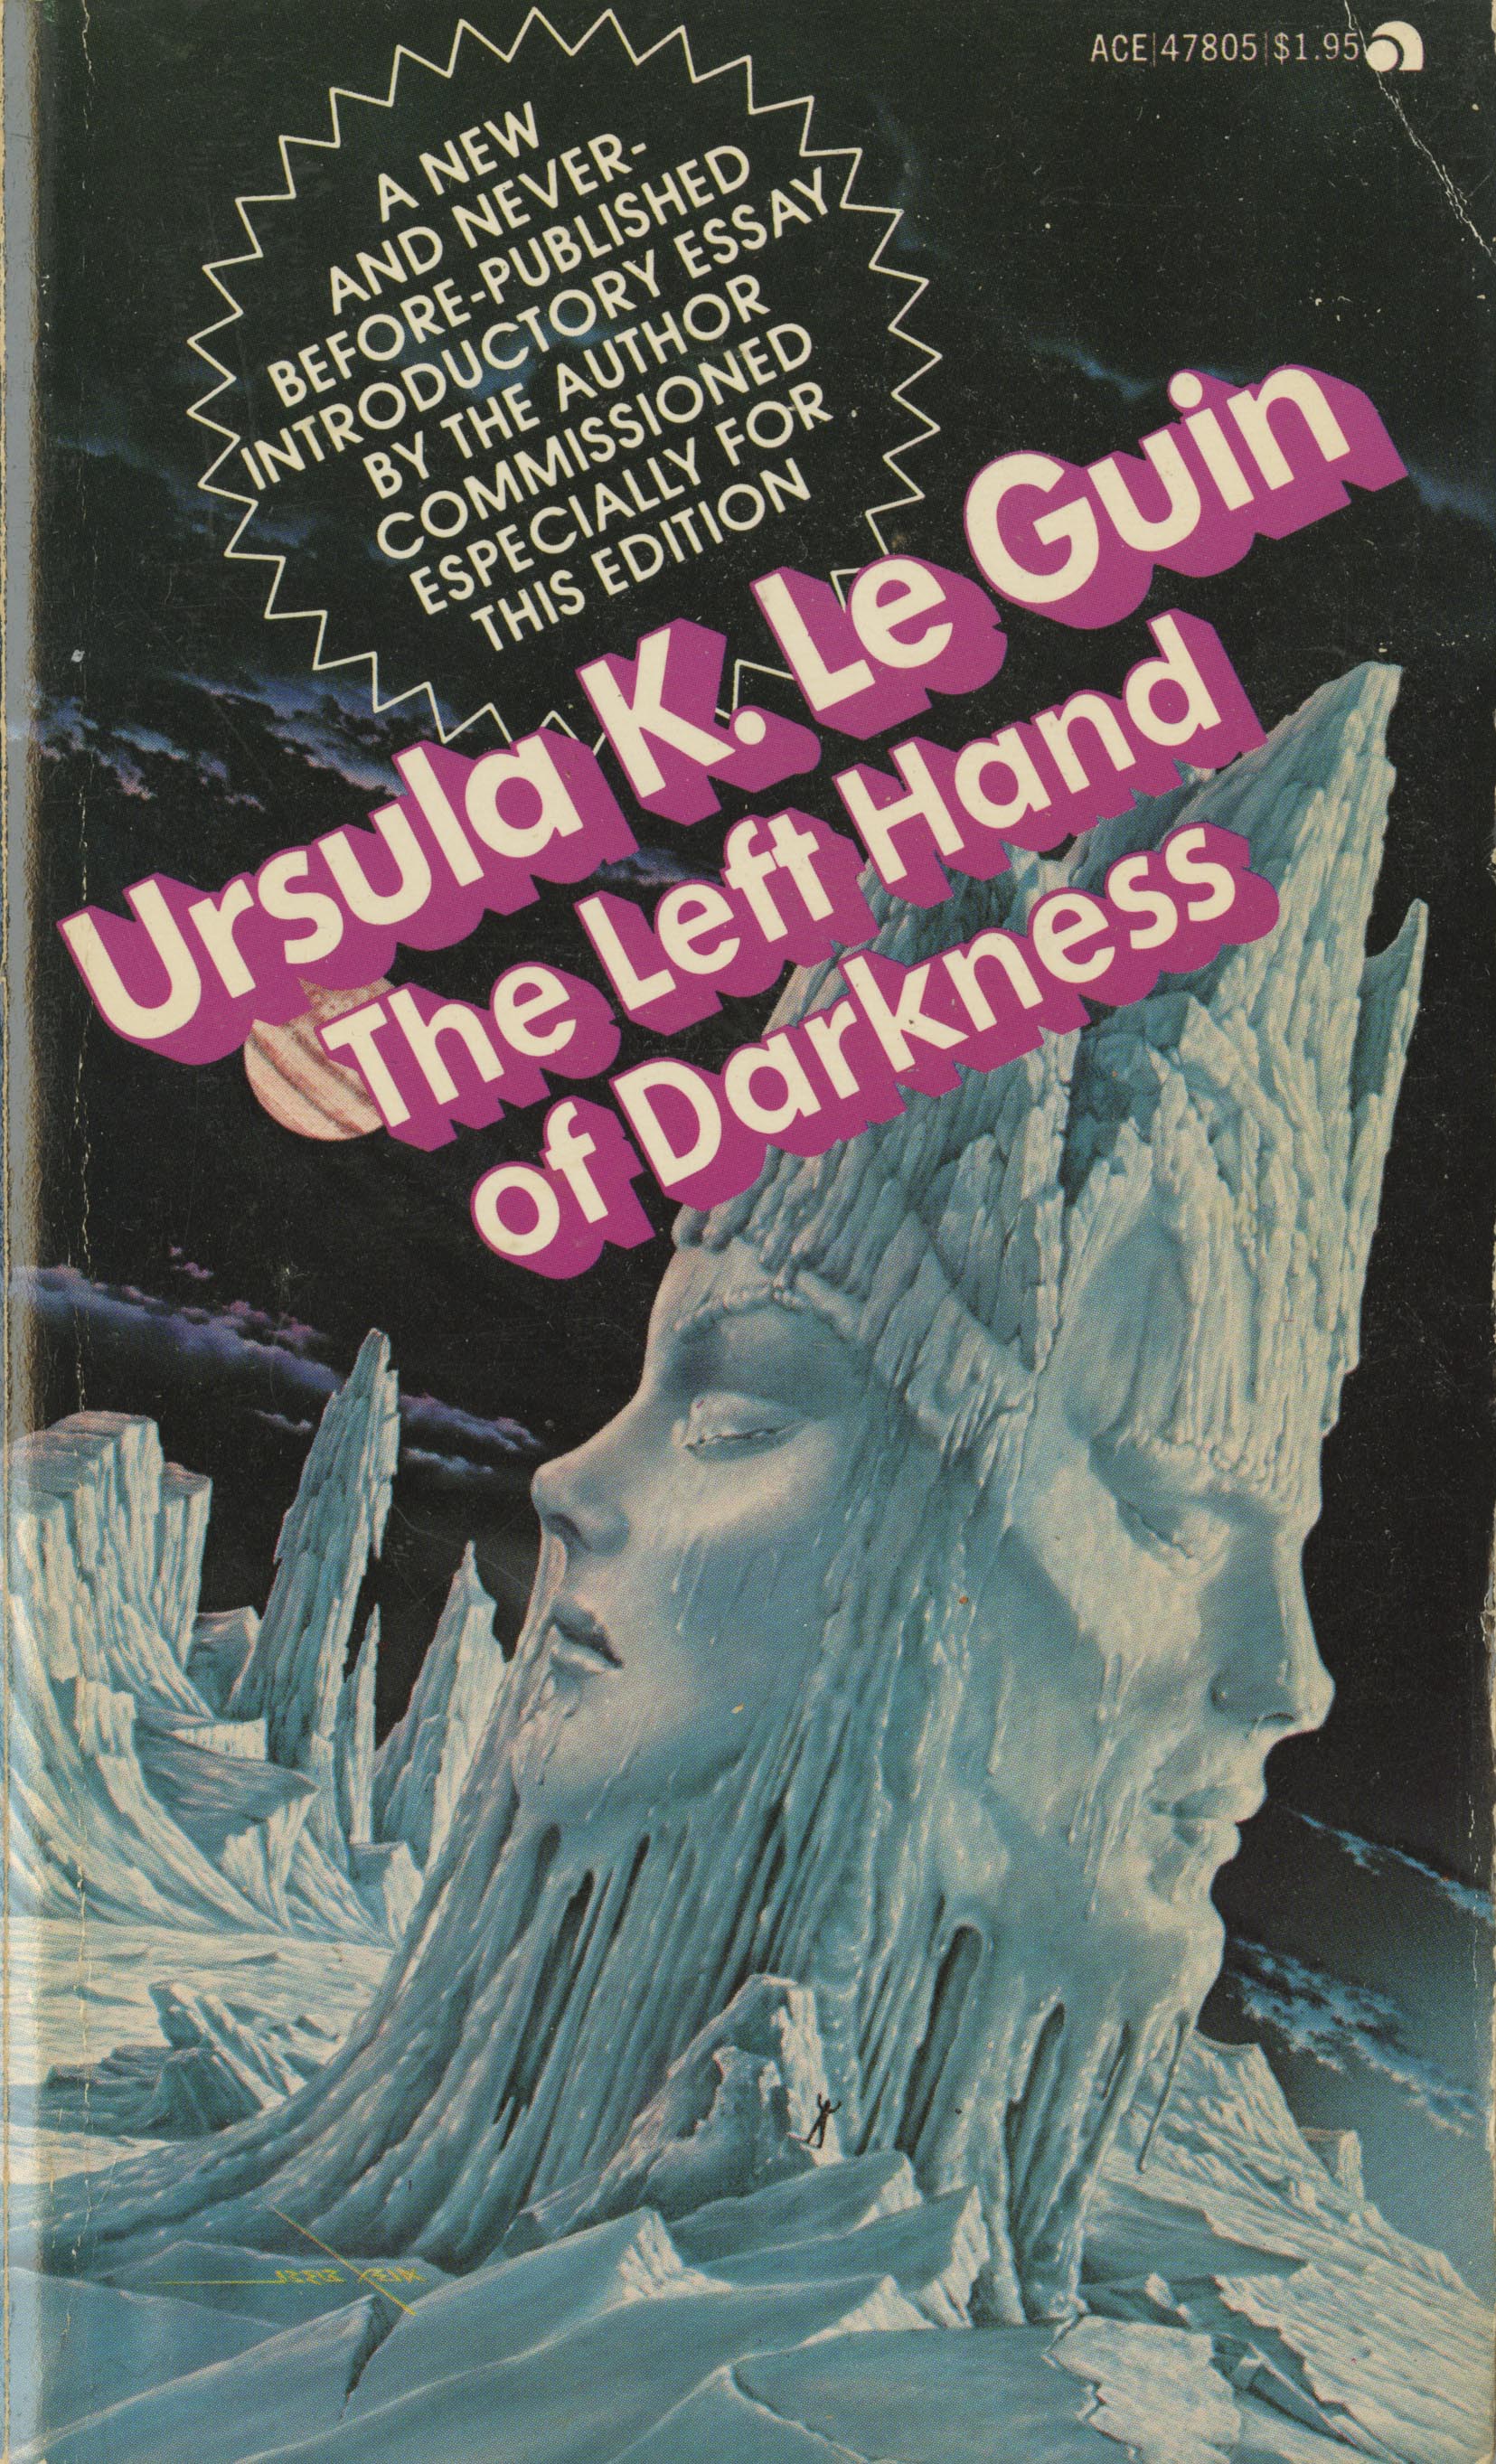 ACE|47805|$1.95
A NEW
AND NEVER-
BEFORE-PUBLISHED
INTRODUCTORY ESSAY
BY THE AUTHOR
COMMISSIONED
ESPECIALLY FOR
THIS EDITION
Ursula K. Le Guin
The Left Hand
of Darkness